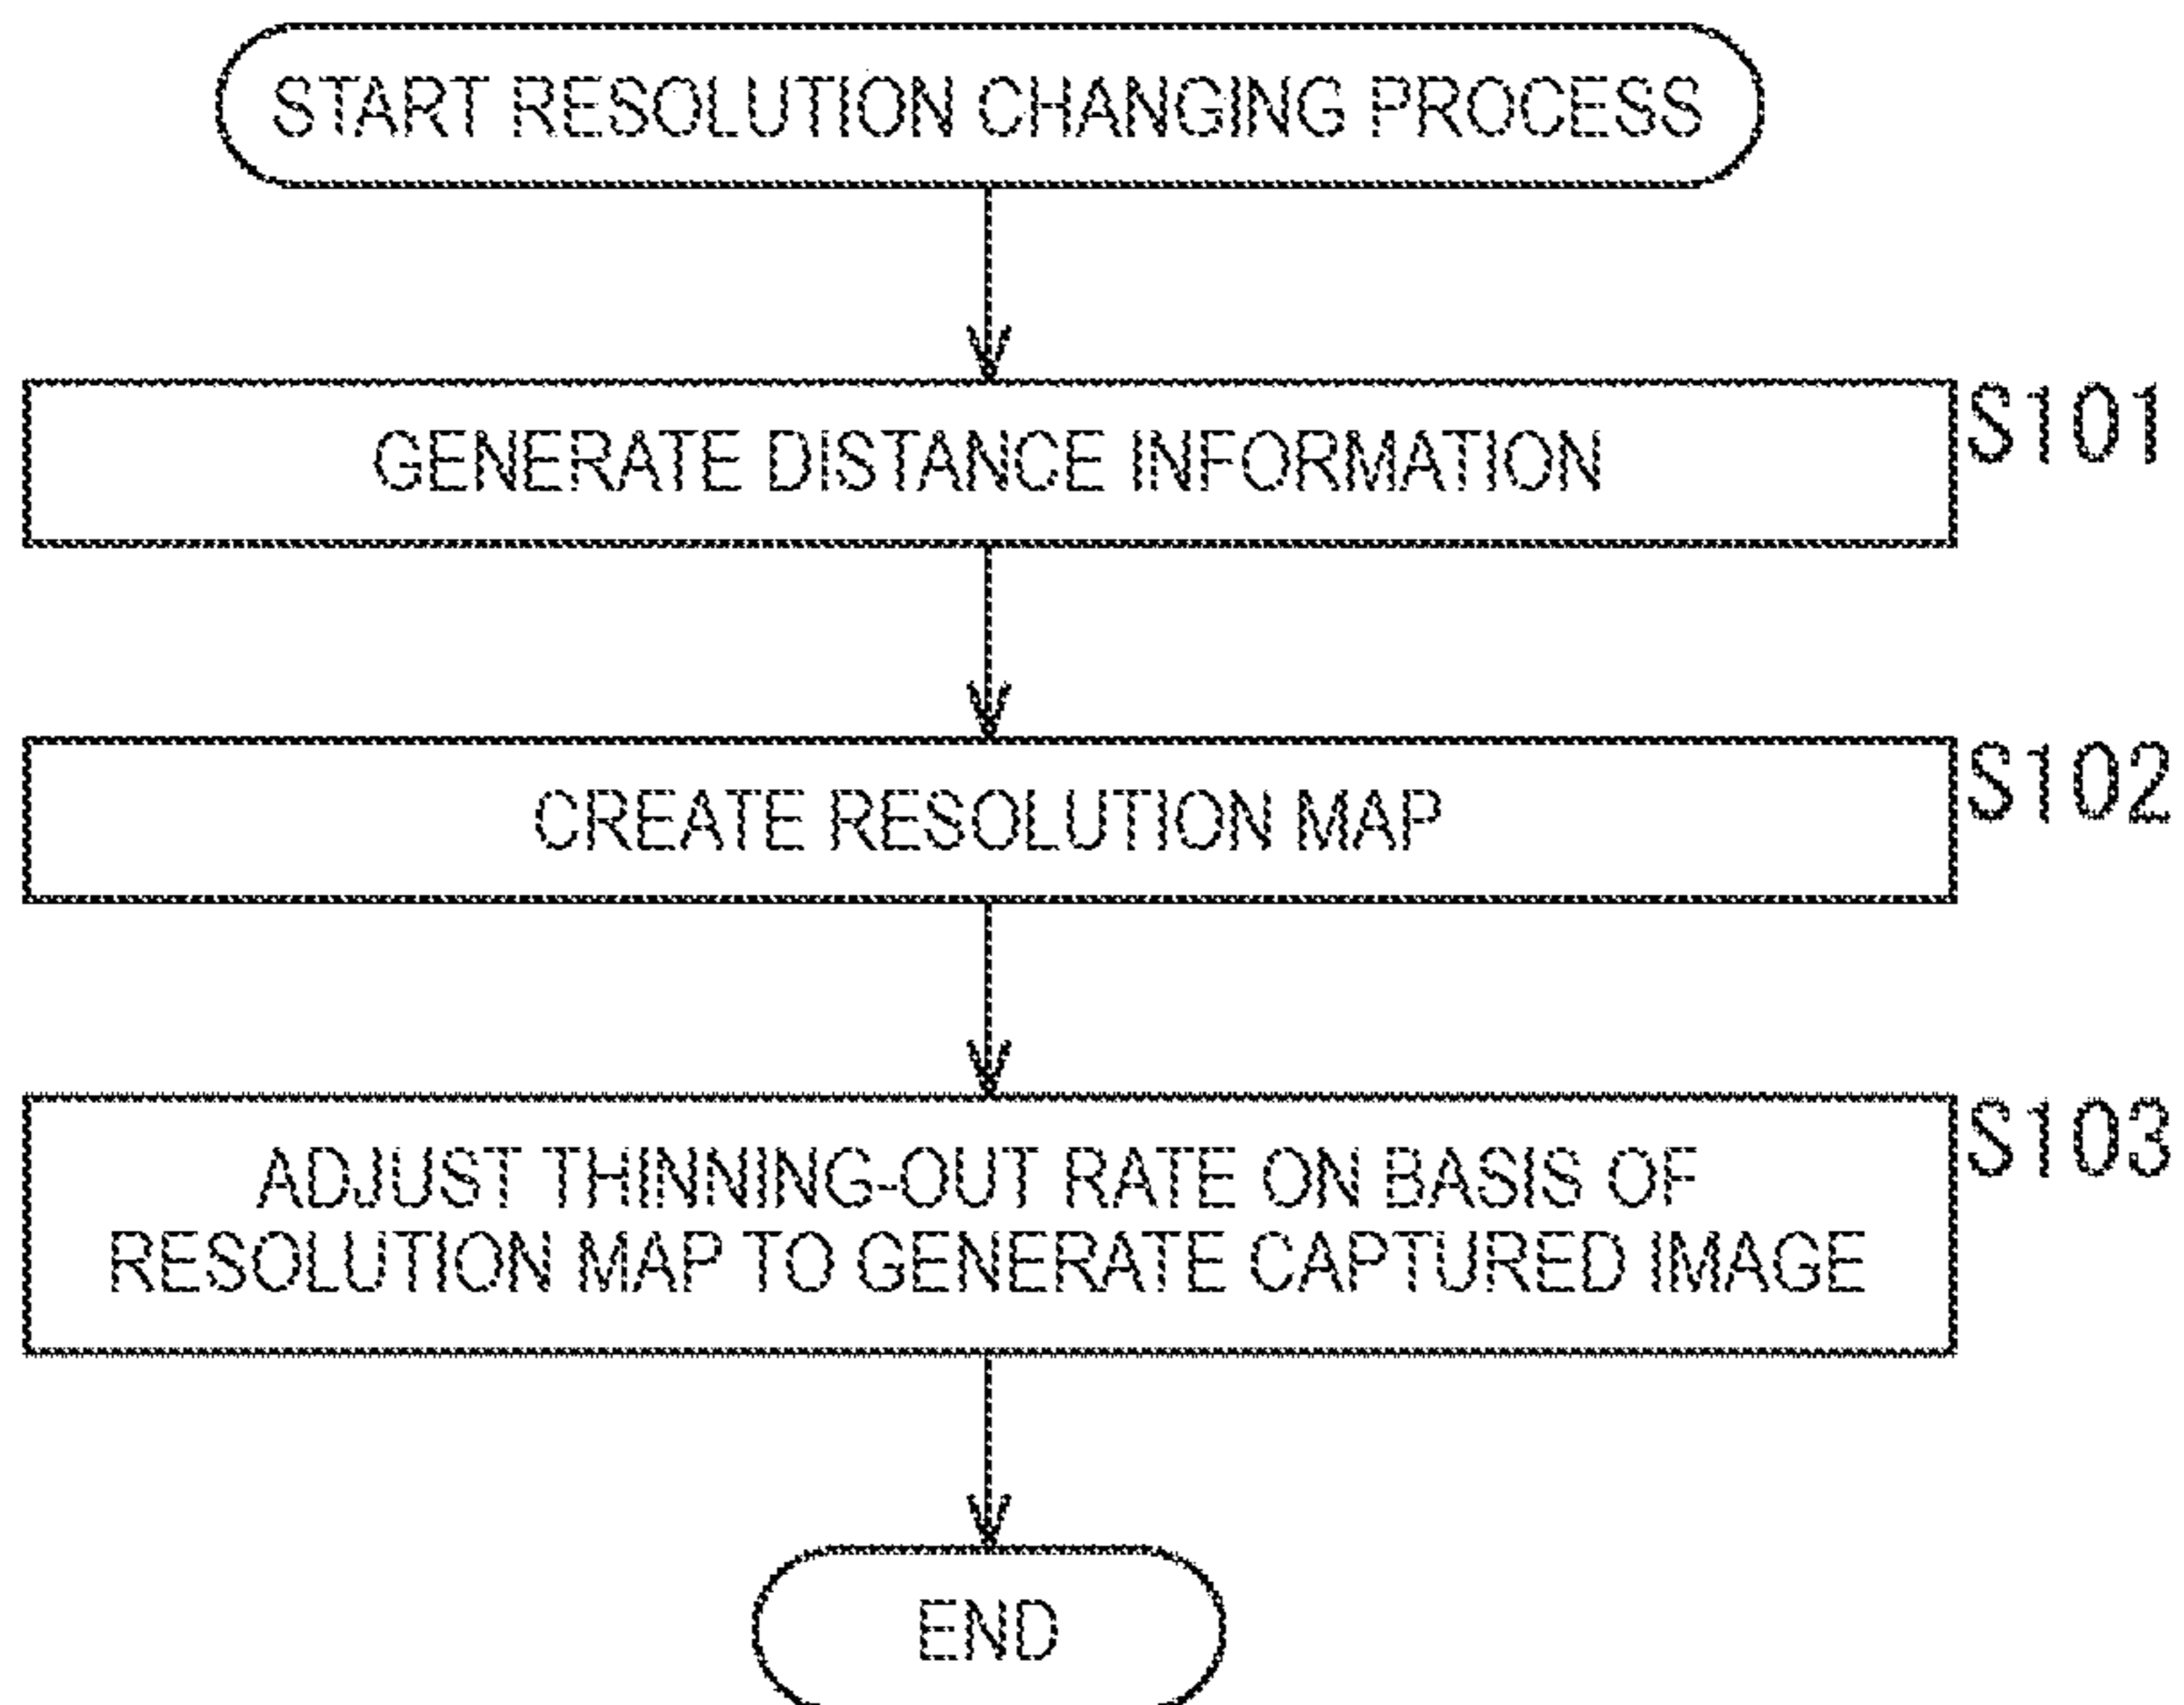 START RESOLUTION CHANGING PROCESS
GENERATE DISTANCE INFORMATION
S101
CREATE RESOLUTION MAP
S102
ADJUST THINNING-OUT RATE ON BASIS OF
RESOLUTION MAP TO GENERATE CAPTURED IMAGE
S103
END